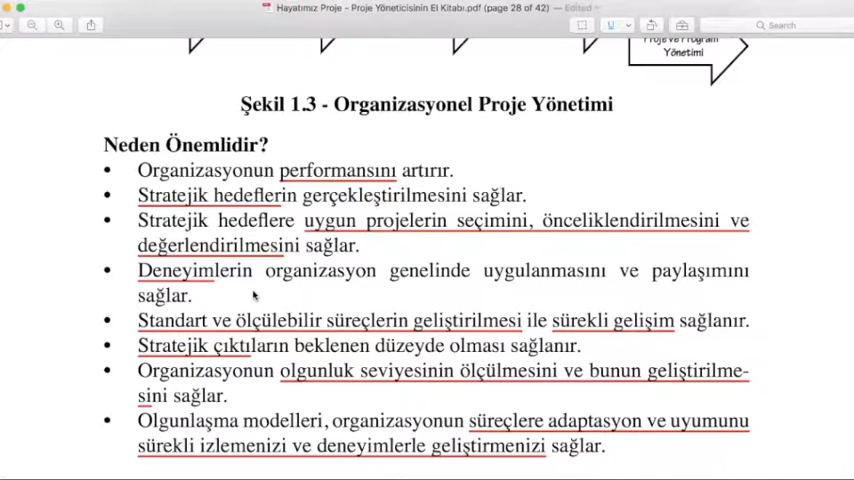 Hayatımız Proje - Proje Yöneticisinin El Kitabı.pdf (page 28 of 42) — Edited
Search
Proje ve Program
Yönetimi
Şekil 1.3 - Organizasyonel Proje Yönetimi
Neden Önemlidir?
• Organizasyonun performansını artırır.
• Stratejik hedeflerin gerçekleştirilmesini sağlar.
• Stratejik hedeflere uygun projelerin seçimini, önceliklendirilmesini ve
değerlendirilmesini sağlar.
• Deneyimlerin organizasyon genelinde uygulanmasını ve paylaşımını
sağlar.
• Standart ve ölçülebilir süreçlerin geliştirilmesi ile sürekli gelişim sağlanır.
• Stratejik çıktıların beklenen düzeyde olması sağlanır.
• Organizasyonun olgunluk seviyesinin ölçülmesini ve bunun geliştirilme-
sini sağlar.
• Olgunlaşma modelleri, organizasyonun süreçlere adaptasyon ve uyumunu
sürekli izlemenizi ve deneyimlerle geliştirmenizi sağlar.